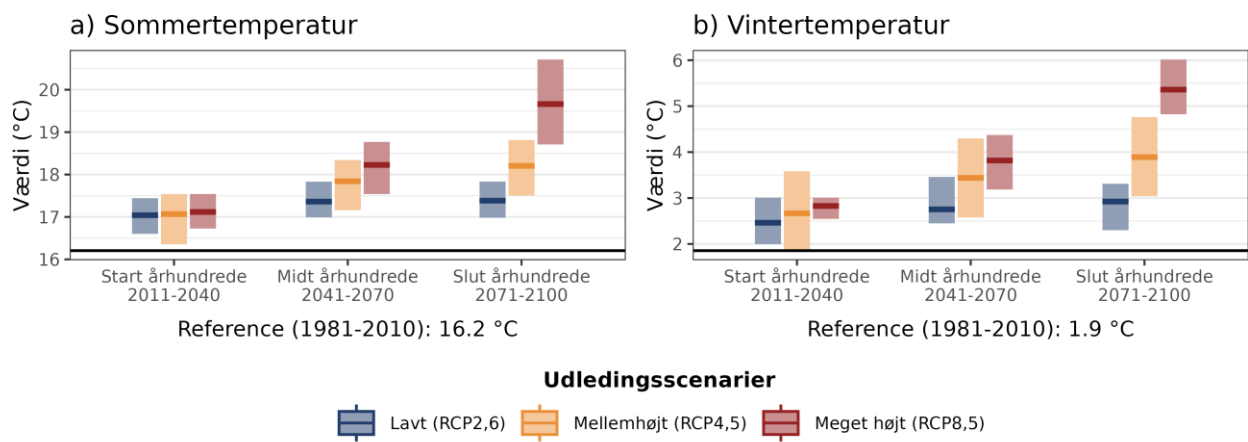 a) Sommertemperatur
Værdi (°C)
20
19
18
17
16
Start århundrede
2011-2040
Midt århundrede
2041-2070
Slut århundrede
2071-2100
Reference (1981-2010): 16.2 °C
b) Vintertemperatur
Værdi (°C)
6
5
4
3
2
Start århundrede
2011-2040
Midt århundrede
2041-2070
Slut århundrede
2071-2100
Reference (1981-2010): 1.9 °C
Udledingsscenarier
Lavt (RCP2,6)
Mellemhøjt (RCP4,5)
Meget højt (RCP8,5)